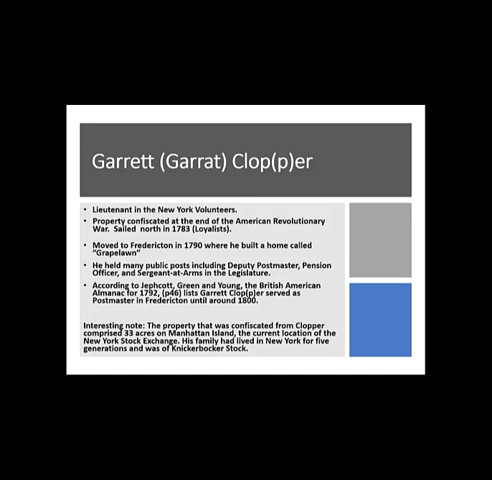 Garrett (Garrat) Clop(p)er
• Lieutenant in the New York Volunteers.
• Property confiscated at the end of the American Revolutionary
War. Sailed north in 1783 (Loyalists).
• Moved to Fredericton in 1790 where he built a home called
"Grapelawn"
• He held many public posts including Deputy Postmaster, Pension
Officer, and Sergeant-at-Arms in the Legislature.
• According to Jephcott, Green and Young, the British American
Almanac for 1792, (p46) lists Garrett Clop(p)er served as
Postmaster in Fredericton until around 1800.
Interesting note: The property that was confiscated from Clopper
comprised 33 acres on Manhattan Island, the current location of the
New York Stock Exchange. His family had lived in New York for five
generations and was of Knickerbocker Stock.